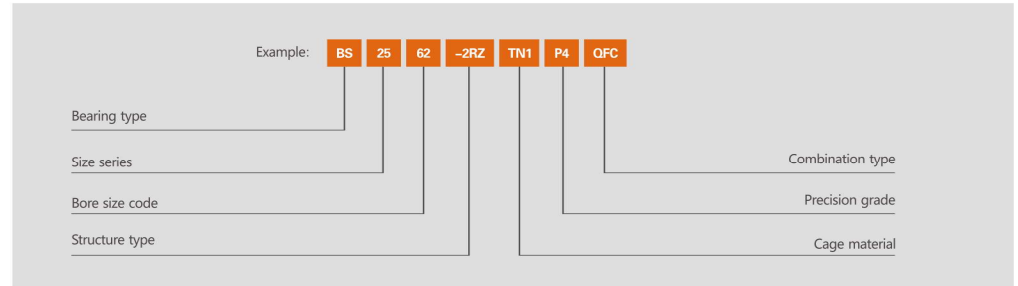 Example: BS 25 62 -2RZ TN1 P4 QFC
Bearing type
Size series
Combination type
Bore size code
Precision grade
Structure type
Cage material